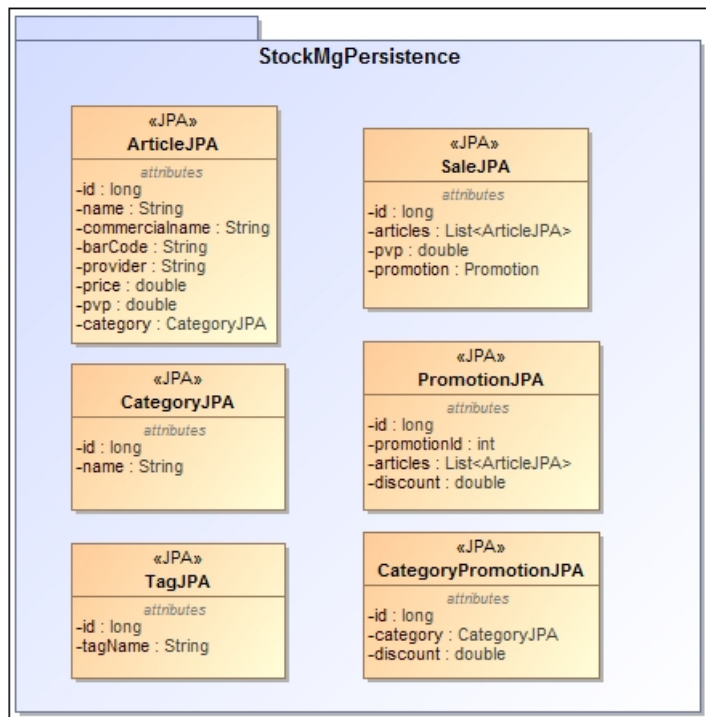 StockMgPersistence
«JPA»
ArticleJPA
attributes
-id : long
-name : String
-commercialname : String
-barCode : String
-provider : String
-price : double
-pvp : double
-category : CategoryJPA
«JPA»
SaleJPA
attributes
-id : long
-articles : List<ArticleJPA>
-pvp : double
-promotion : Promotion
«JPA»
CategoryJPA
attributes
-id : long
-name : String
«JPA»
PromotionJPA
attributes
-id : long
-promotionId : int
-articles : List<ArticleJPA>
-discount : double
«JPA»
TagJPA
attributes
-id : long
-tagName : String
«JPA»
CategoryPromotionJPA
attributes
-id : long
-category : CategoryJPA
-discount : double